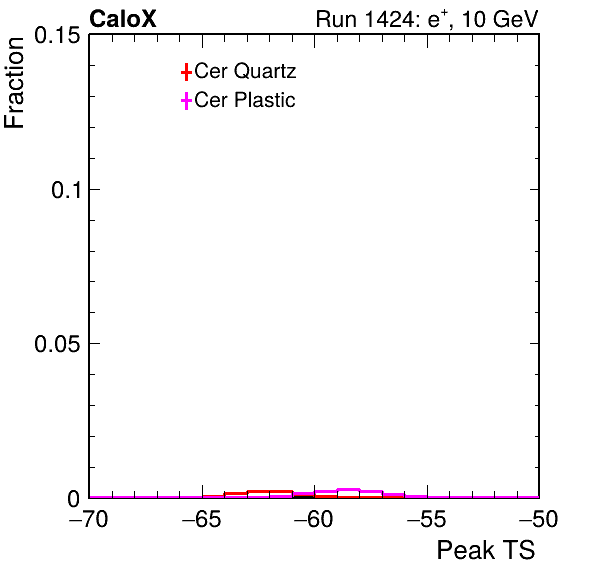 CaloX
Run 1424: e⁺, 10 GeV
Fraction
0.15
0.1
0.05
0
Cer Quartz
Cer Plastic
−70
−65
−60
−55
−50
Peak TS